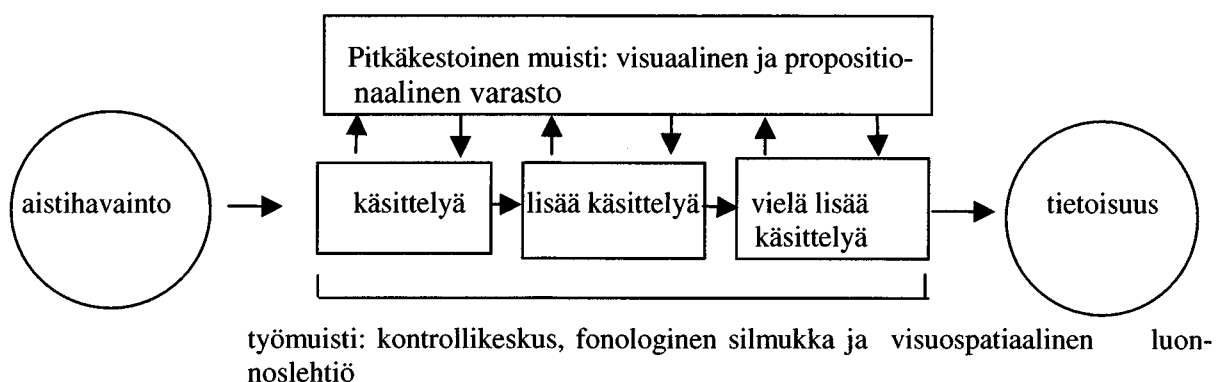 Pitkäkestoinen muisti: visuaalinen ja propositio-
naalinen varasto
aistihavainto
käsittelyä
lisää käsittelyä
vielä lisää
käsittelyä
tietoisuus
työmuisti: kontrollikeskus, fonologinen silmukka ja visuospatiaalinen luon-
noslehtiö